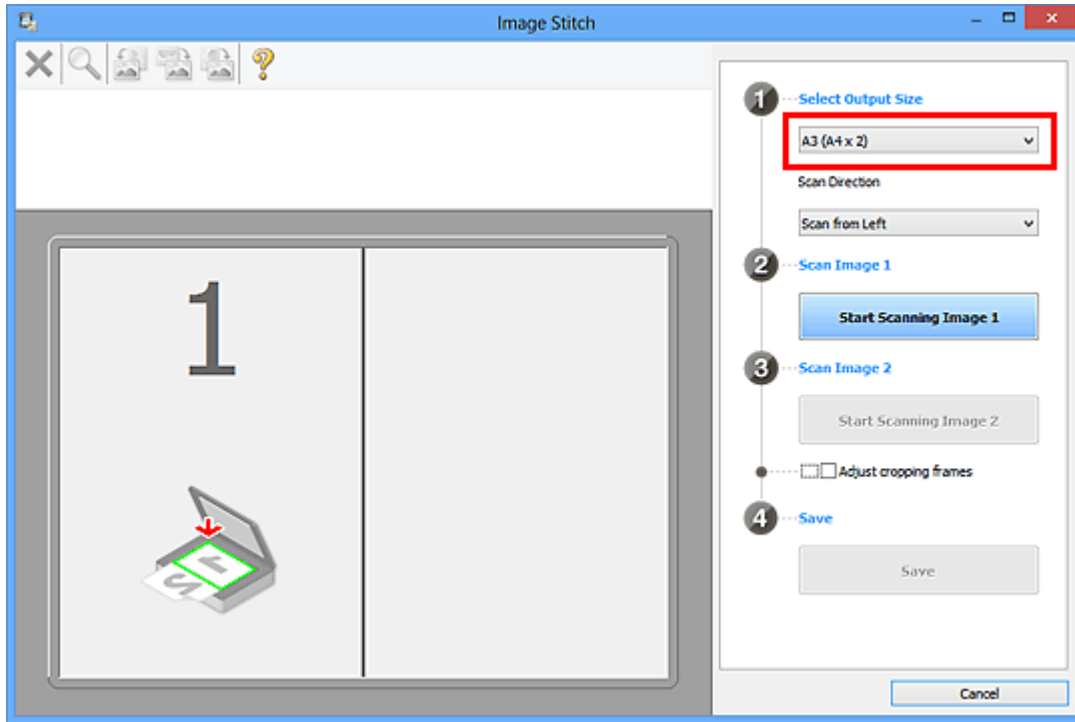 Image Stitch
1
Select Output Size
A3 (A4 x 2)
Scan Direction
Scan from Left
2
Scan Image 1
Start Scanning Image 1
3
Scan Image 2
Start Scanning Image 2
Adjust cropping frames
4
Save
Save
1
1
2
Cancel